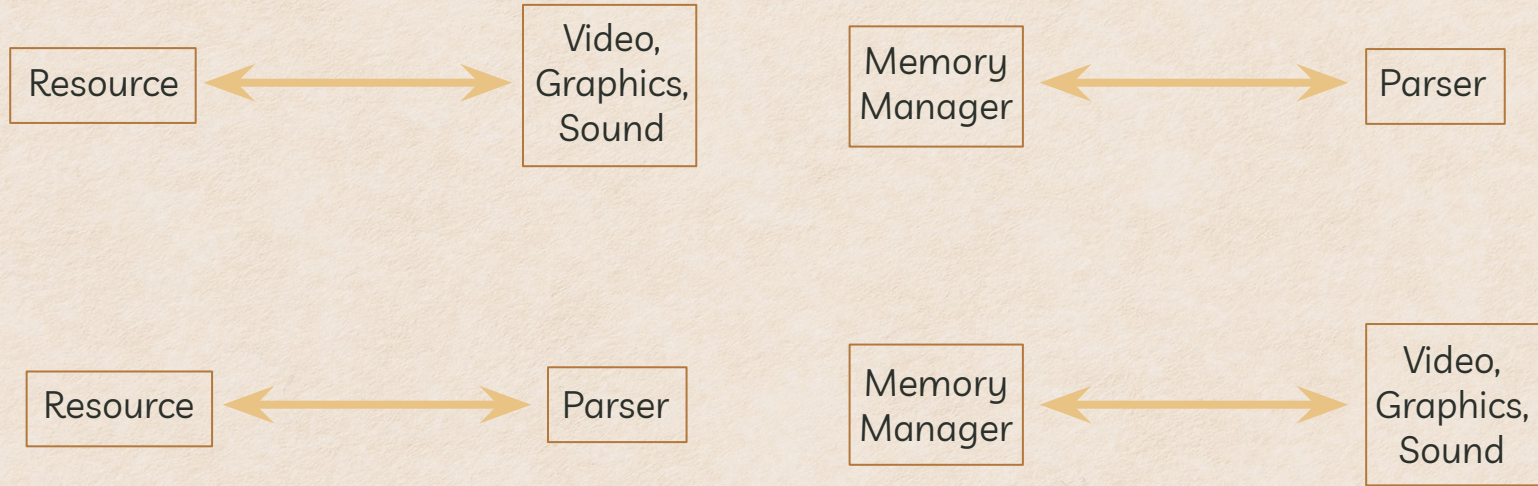 Resource
Video,
Graphics,
Sound
Memory
Manager
Parser
Resource
Parser
Memory
Manager
Video,
Graphics,
Sound